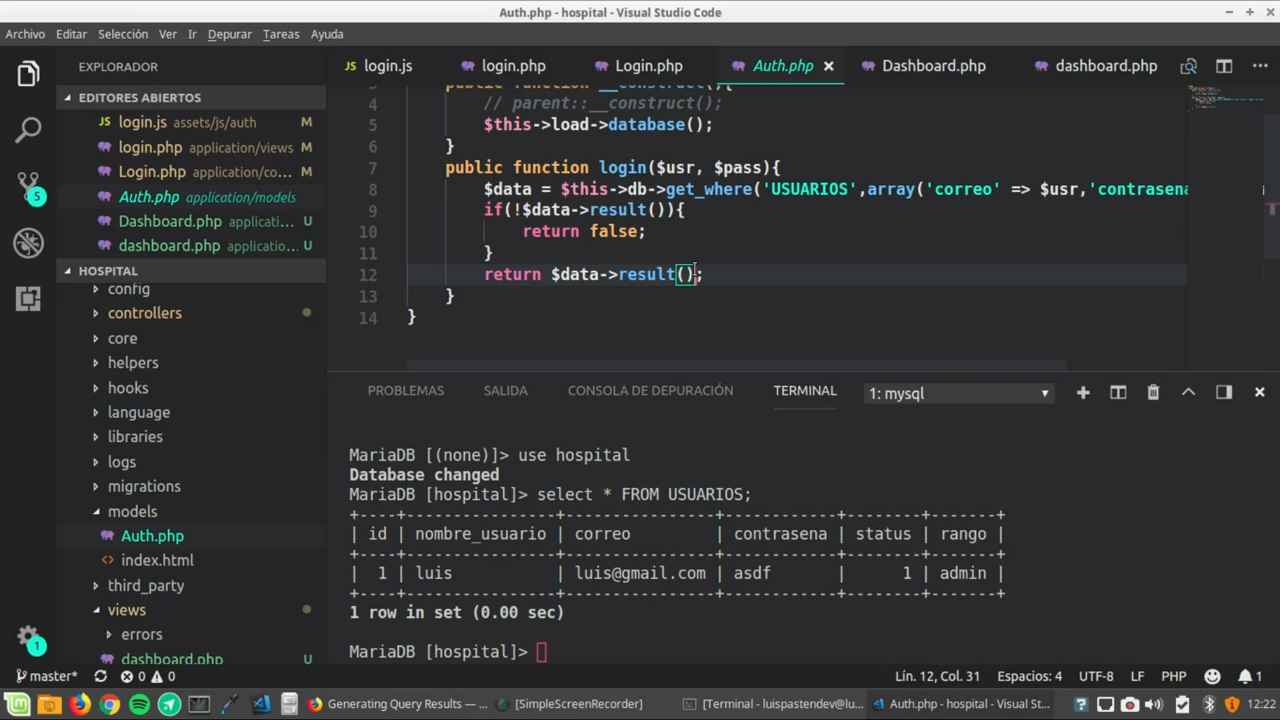 Auth.php - hospital - Visual Studio Code
Archivo Editar Selección Ver Ir Depurar Tareas Ayuda
EXPLORADOR
EDITORES ABIERTOS
login.js assets/js/auth M
login.php application/views M
Login.php application/co... M
Auth.php application/models
Dashboard.php applicati... U
dashboard.php applicati... U
HOSPITAL
config
controllers
core
helpers
hooks
language
libraries
logs
migrations
models
Auth.php
index.html
third_party
views
errors
dashboard.php U
5
1
JS login.js login.php Login.php Auth.php Dashboard.php dashboard.php
3 public function __construct(){
4 // parent::__construct();
5 $this->load->database();
6 }
7 public function login($usr, $pass){
8 $data = $this->db->get_where('USUARIOS',array('correo' => $usr,'contrasena
9 if(!$data->result()){
10 return false;
11 }
12 return $data->result();
13 }
14 }
PROBLEMAS SALIDA CONSOLA DE DEPURACIÓN TERMINAL 1: mysql
MariaDB [(none)]> use hospital
Database changed
MariaDB [hospital]> select * FROM USUARIOS;
+----+----------------+----------------+------------+--------+-------+
| id | nombre_usuario | correo | contrasena | status | rango |
+----+----------------+----------------+------------+--------+-------+
| 1 | luis | luis@gmail.com | asdf | 1 | admin |
+----+----------------+----------------+------------+--------+-------+
1 row in set (0.00 sec)
MariaDB [hospital]>
master* 0 0 Lín. 12, Col. 31 Espacios: 4 UTF-8 LF PHP 1
Generating Query Results — ... [SimpleScreenRecorder] [Terminal - luispastendev@lu... Auth.php - hospital - Visual St... 12:22